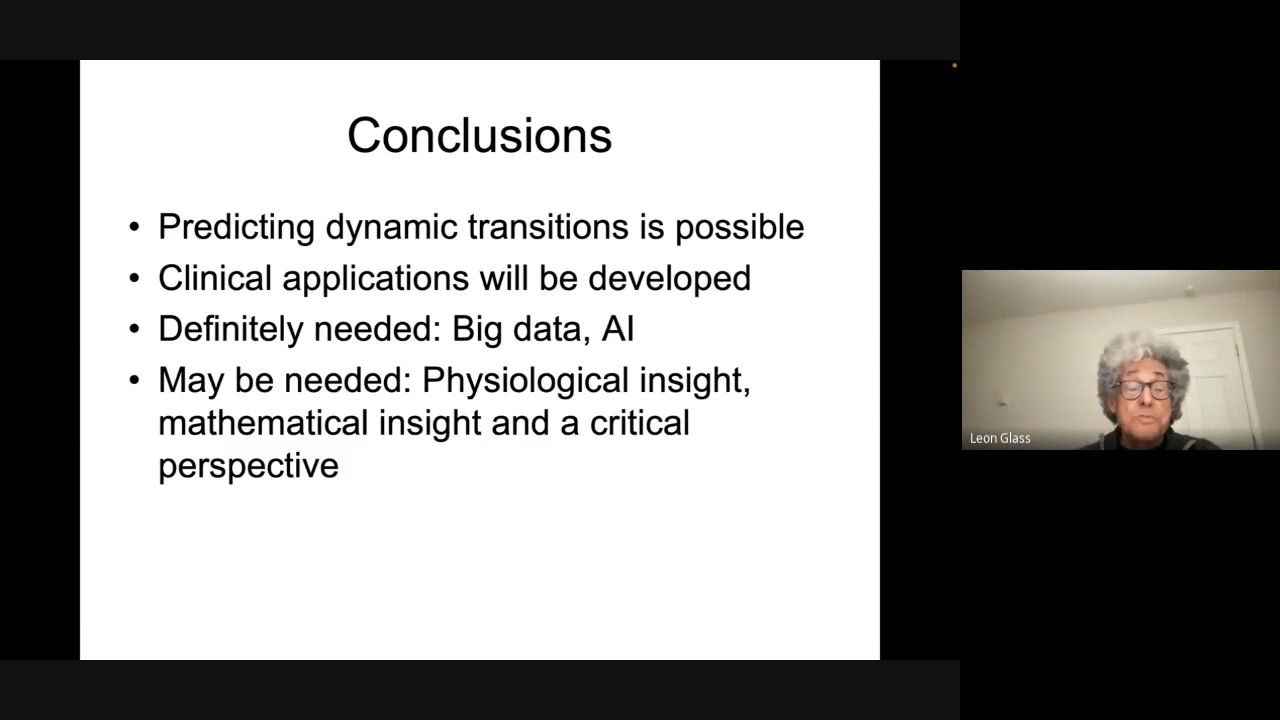 Conclusions
• Predicting dynamic transitions is possible
• Clinical applications will be developed
• Definitely needed: Big data, AI
• May be needed: Physiological insight,
mathematical insight and a critical
perspective
Leon Glass